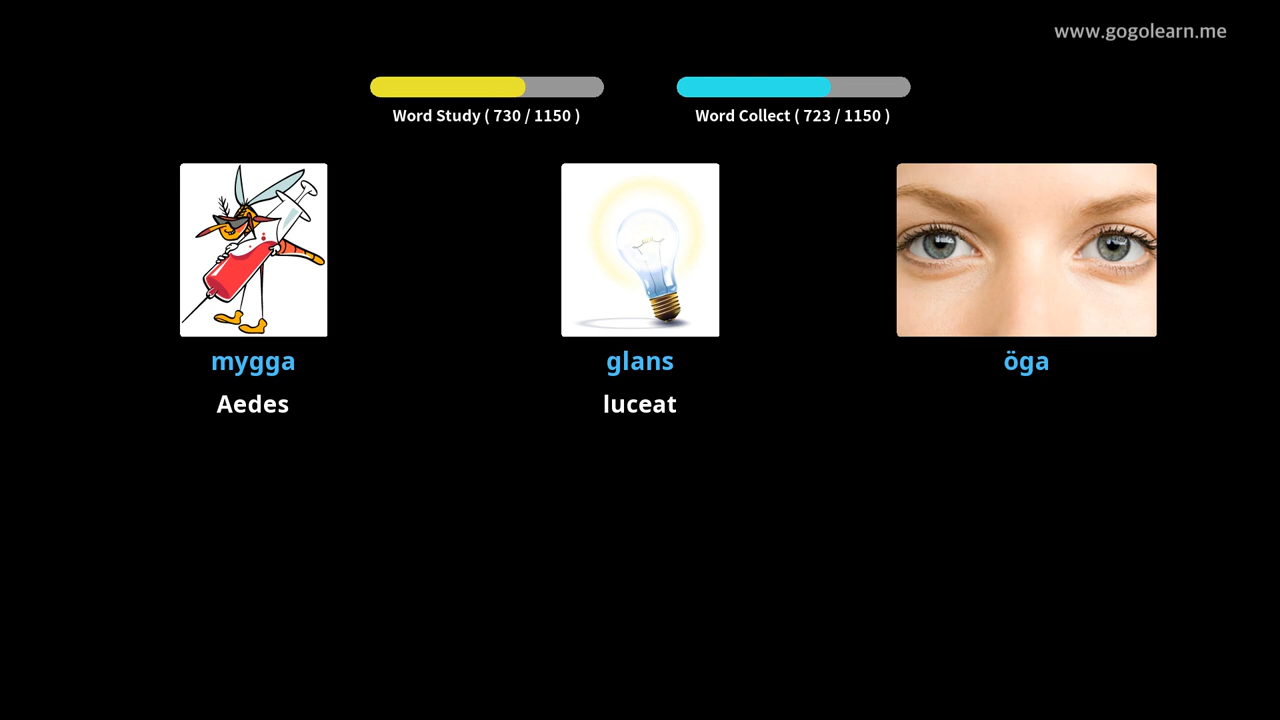 www.gogolearn.me
Word Study ( 730 / 1150 )
Word Collect ( 723 / 1150 )
mygga
glans
öga
Aedes
luceat